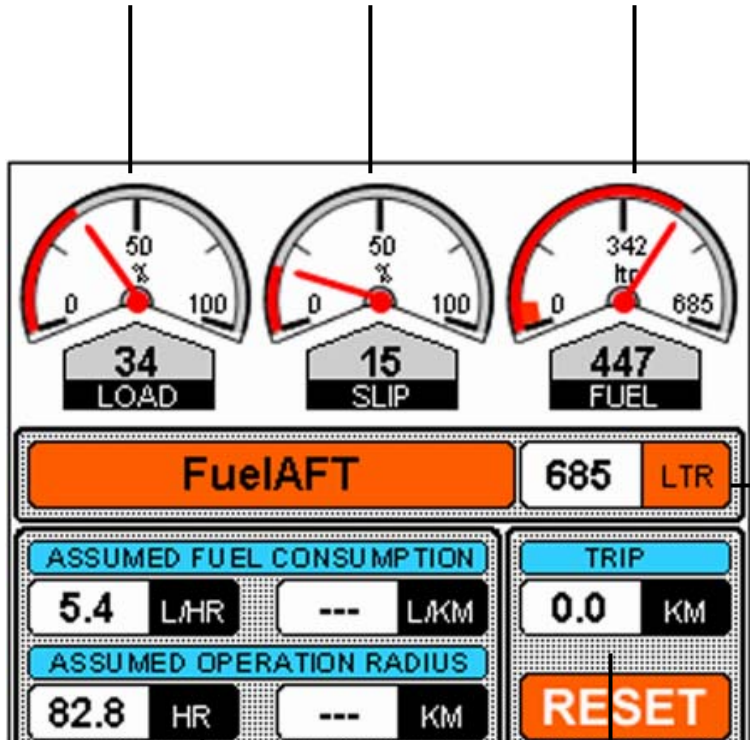 50
%
0 100
34
LOAD
50
%
0 100
15
SLIP
342
ltr
0 685
447
FUEL
FuelAFT 685 LTR
ASSUMED FUEL CONSUMPTION
5.4 L/HR --- L/KM
ASSUMED OPERATION RADIUS
82.8 HR --- KM
TRIP
0.0 KM
RESET